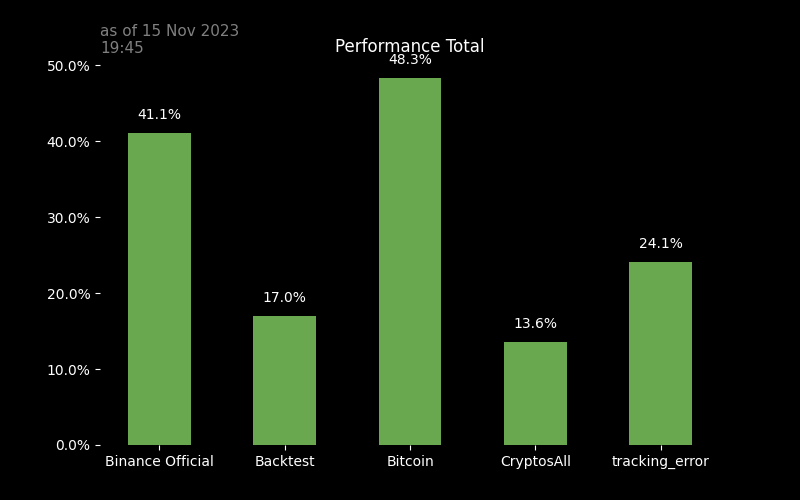 as of 15 Nov 2023
19:45
Performance Total
50.0%
40.0%
30.0%
20.0%
10.0%
0.0%
41.1%
17.0%
48.3%
13.6%
24.1%
Binance Official
Backtest
Bitcoin
CryptosAll
tracking_error